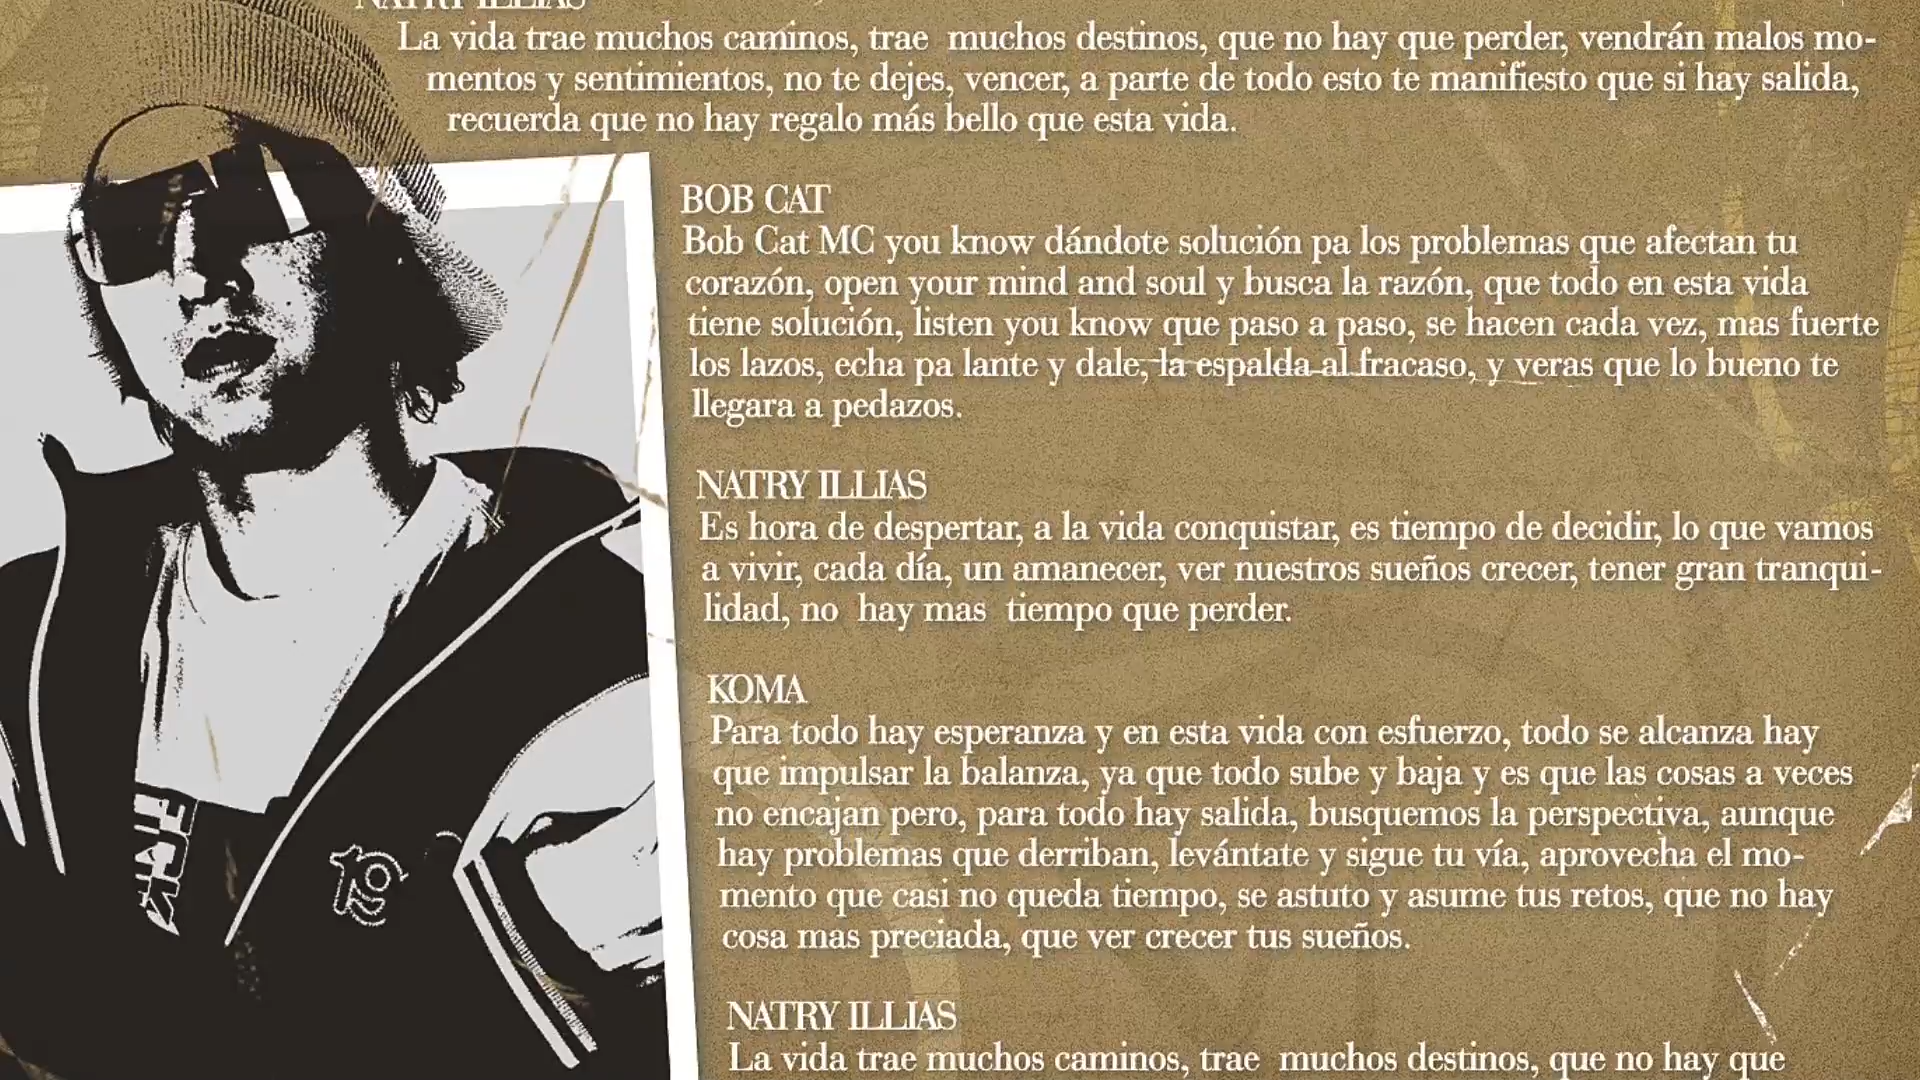 NATRY ILLIAS
La vida trae muchos caminos, trae  muchos destinos, que no hay que perder, vendrán malos mo-
mentos y sentimientos, no te dejes, vencer, a parte de todo esto te manifiesto que si hay salida,
recuerda que no hay regalo más bello que esta vida.
BOB CAT
Bob Cat MC you know dándote solución pa los problemas que afectan tu
corazón, open your mind and soul y busca la razón, que todo en esta vida
tiene solución, listen you know que paso a paso, se hacen cada vez, mas fuerte
los lazos, echa pa lante y dale, la espalda al fracaso, y veras que lo bueno te
llegara a pedazos.
NATRY ILLIAS
Es hora de despertar, a la vida conquistar, es tiempo de decidir, lo que vamos
a vivir, cada día, un amanecer, ver nuestros sueños crecer, tener gran tranqui-
lidad, no  hay mas  tiempo que perder.
KOMA
Para todo hay esperanza y en esta vida con esfuerzo, todo se alcanza hay
que impulsar la balanza, ya que todo sube y baja y es que las cosas a veces
no encajan pero, para todo hay salida, busquemos la perspectiva, aunque
hay problemas que derriban, levántate y sigue tu vía, aprovecha el mo-
mento que casi no queda tiempo, se astuto y asume tus retos, que no hay
cosa mas preciada, que ver crecer tus sueños.
NATRY ILLIAS
La vida trae muchos caminos, trae  muchos destinos, que no hay que